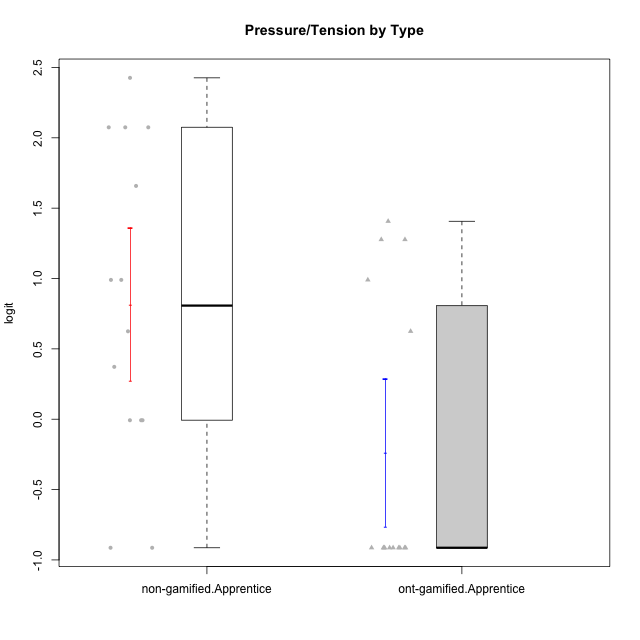 Pressure/Tension by Type
logit
2.5
2.0
1.5
1.0
0.5
0.0
-0.5
-1.0
non-gamified.Apprentice
ont-gamified.Apprentice